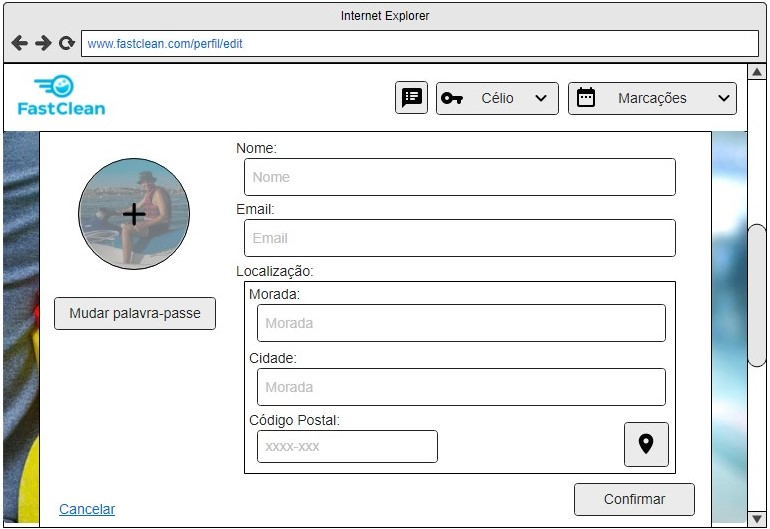 Internet Explorer
www.fastclean.com/perfil/edit
FastClean
Célio
Marcações
Nome:
Nome
Email:
Email
Localização:
Mudar palavra-passe
Morada:
Morada
Cidade:
Morada
Código Postal:
xxxx-xxx
Cancelar
Confirmar